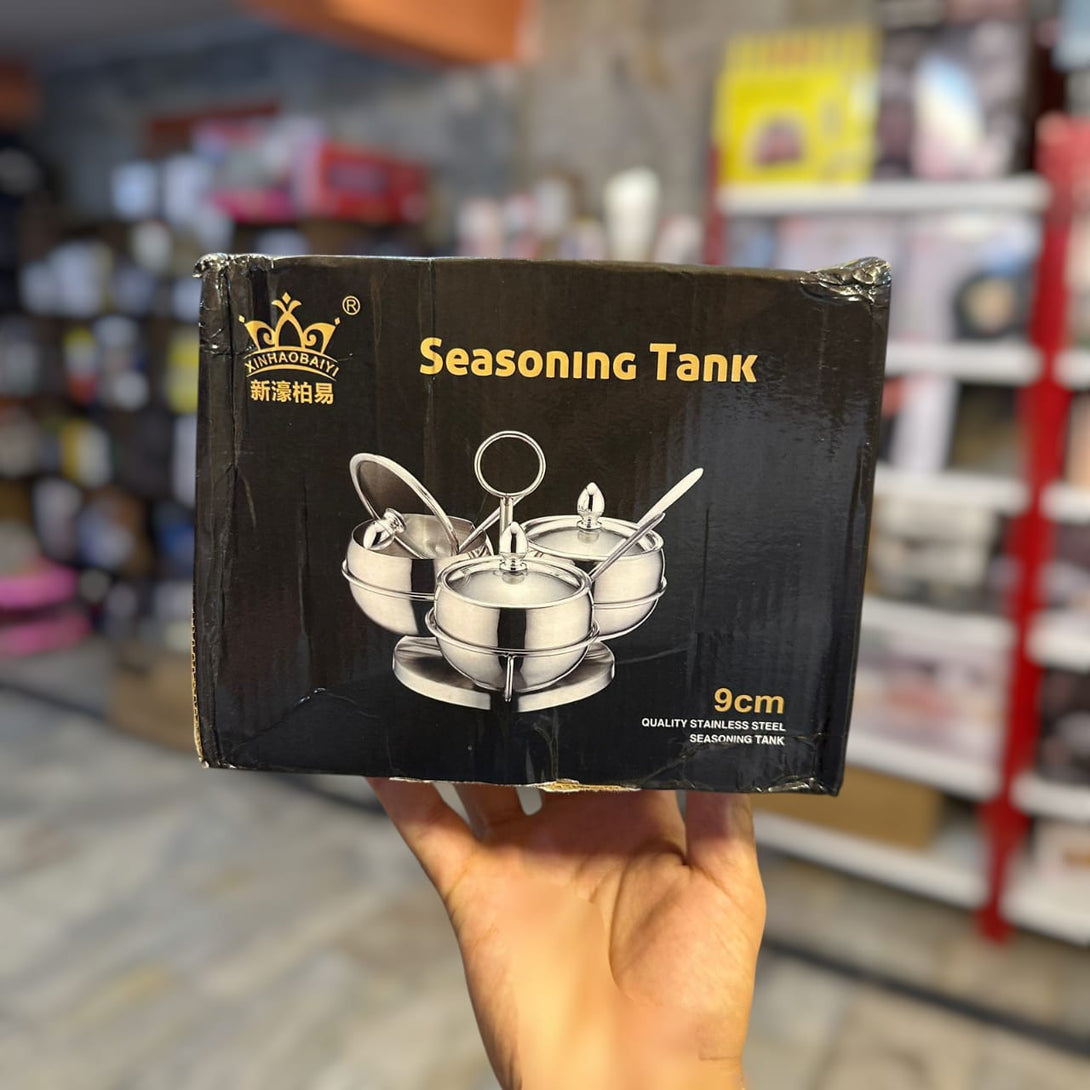 ®
XINHAOBAIYI
新濠柏易
Seasoning Tank
9cm
QUALITY STAINLESS STEEL
SEASONING TANK